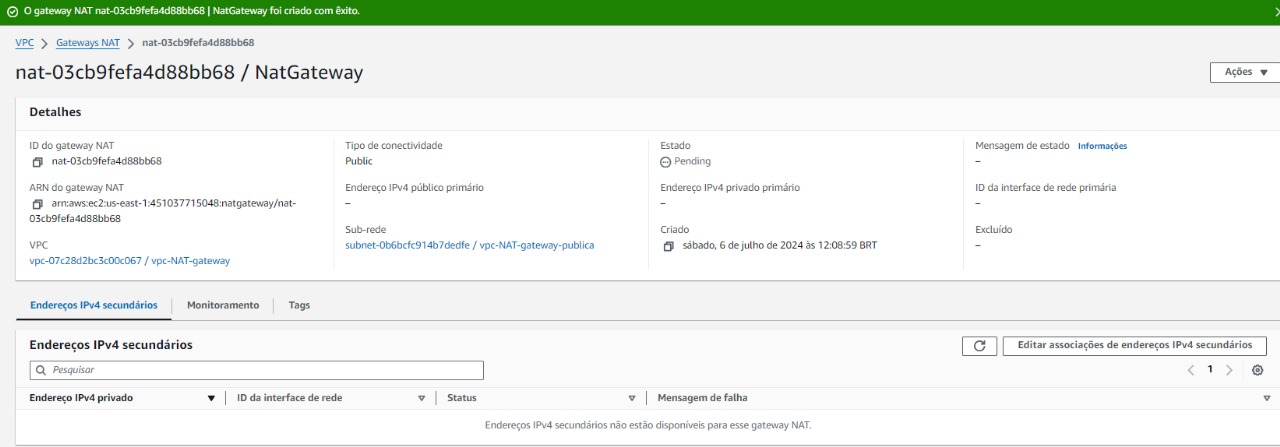 O gateway NAT nat-03cb9fefa4d88bb68 | NatGateway foi criado com êxito.
VPC > Gateways NAT > nat-03cb9fefa4d88bb68
nat-03cb9fefa4d88bb68 / NatGateway
Ações
Detalhes
ID do gateway NAT
nat-03cb9fefa4d88bb68
Tipo de conectividade
Public
Estado
Pending
Mensagem de estado Informações
–
ARN do gateway NAT
arn:aws:ec2:us-east-1:451037715048:natgateway/nat-
03cb9fefa4d88bb68
Endereço IPv4 público primário
–
Endereço IPv4 privado primário
–
ID da interface de rede primária
–
VPC
vpc-07c28d2bc3c00c067 / vpc-NAT-gateway
Sub-rede
subnet-0b6bcfc914b7dedfe / vpc-NAT-gateway-publica
Criado
sábado, 6 de julho de 2024 às 12:08:59 BRT
Excluído
–
Endereços IPv4 secundários
Monitoramento
Tags
Endereços IPv4 secundários
Editar associações de endereços IPv4 secundários
Pesquisar
1
Endereço IPv4 privado
ID da interface de rede
Status
Mensagem de falha
Endereços IPv4 secundários não estão disponíveis para esse gateway NAT.